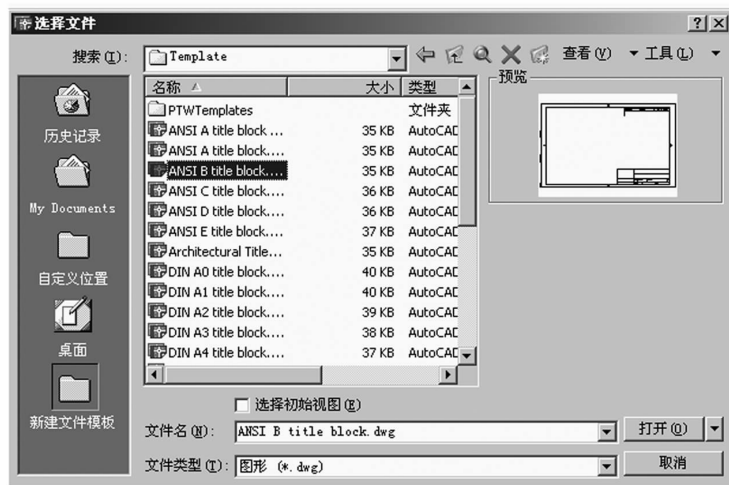 选择文件
搜索(I): Template 查看(V) 工具(L)
历史记录
My Documents
自定义位置
桌面
新建文件模板
名称 大小 类型
PTWTemplates 文件夹
ANSI A title block ... 35 KB AutoCAD
ANSI A title block.... 35 KB AutoCAD
ANSI B title block.... 35 KB AutoCAD
ANSI C title block.... 36 KB AutoCAD
ANSI D title block.... 36 KB AutoCAD
ANSI E title block.... 37 KB AutoCAD
Architectural Title... 35 KB AutoCAD
DIN A0 title block.... 40 KB AutoCAD
DIN A1 title block.... 40 KB AutoCAD
DIN A2 title block.... 39 KB AutoCAD
DIN A3 title block.... 38 KB AutoCAD
DIN A4 title block.... 37 KB AutoCAD
预览
选择初始视图(E)
文件名(N): ANSI B title block.dwg 打开(O)
文件类型(T): 图形 (*.dwg) 取消